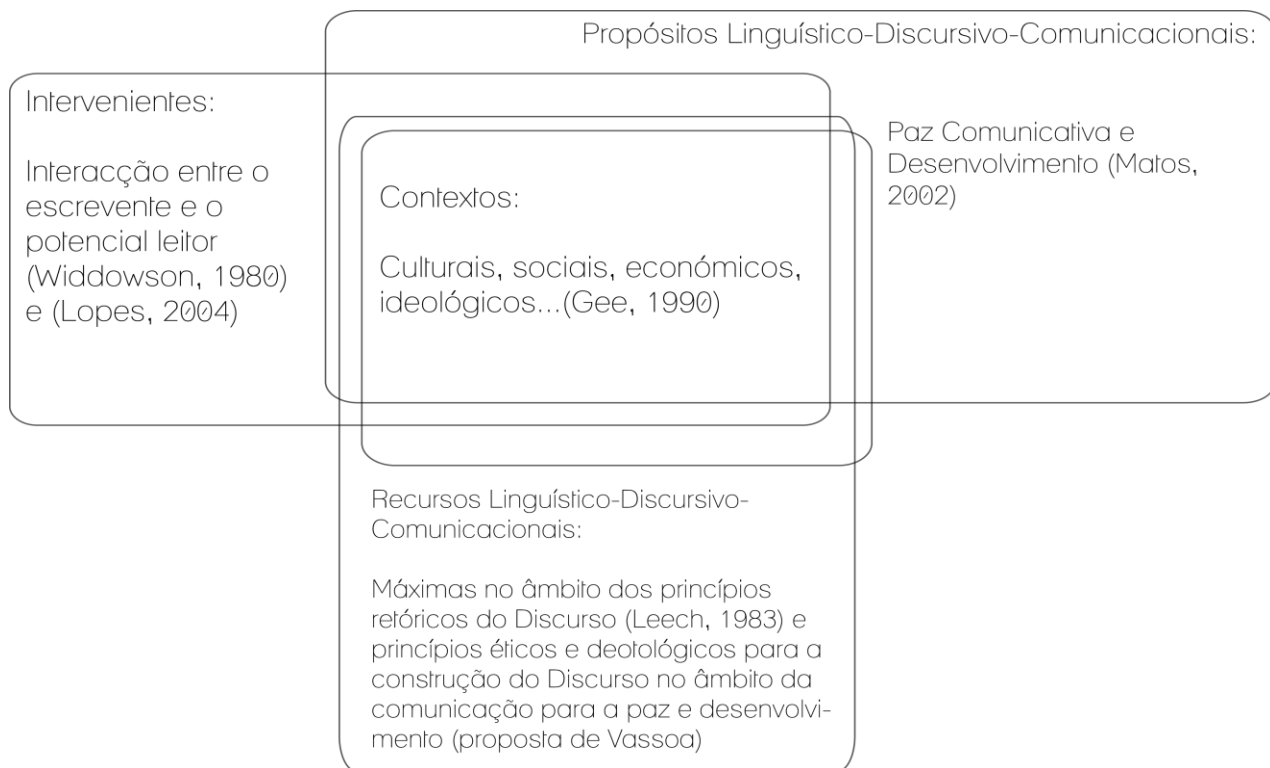 Propósitos Linguístico-Discursivo-Comunicacionais:
Intervenientes:
Interacção entre o
escrevente e o
potencial leitor
(Widdowson, 1980)
e (Lopes, 2004)
Paz Comunicativa e
Desenvolvimento (Matos,
2002)
Contextos:
Culturais, sociais, económicos,
ideológicos...(Gee, 1990)
Recursos Linguístico-Discursivo-
Comunicacionais:
Máximas no âmbito dos princípios
retóricos do Discurso (Leech, 1983) e
princípios éticos e deotológicos para a
construção do Discurso no âmbito da
comunicação para a paz e desenvolvi-
mento (proposta de Vassoa)